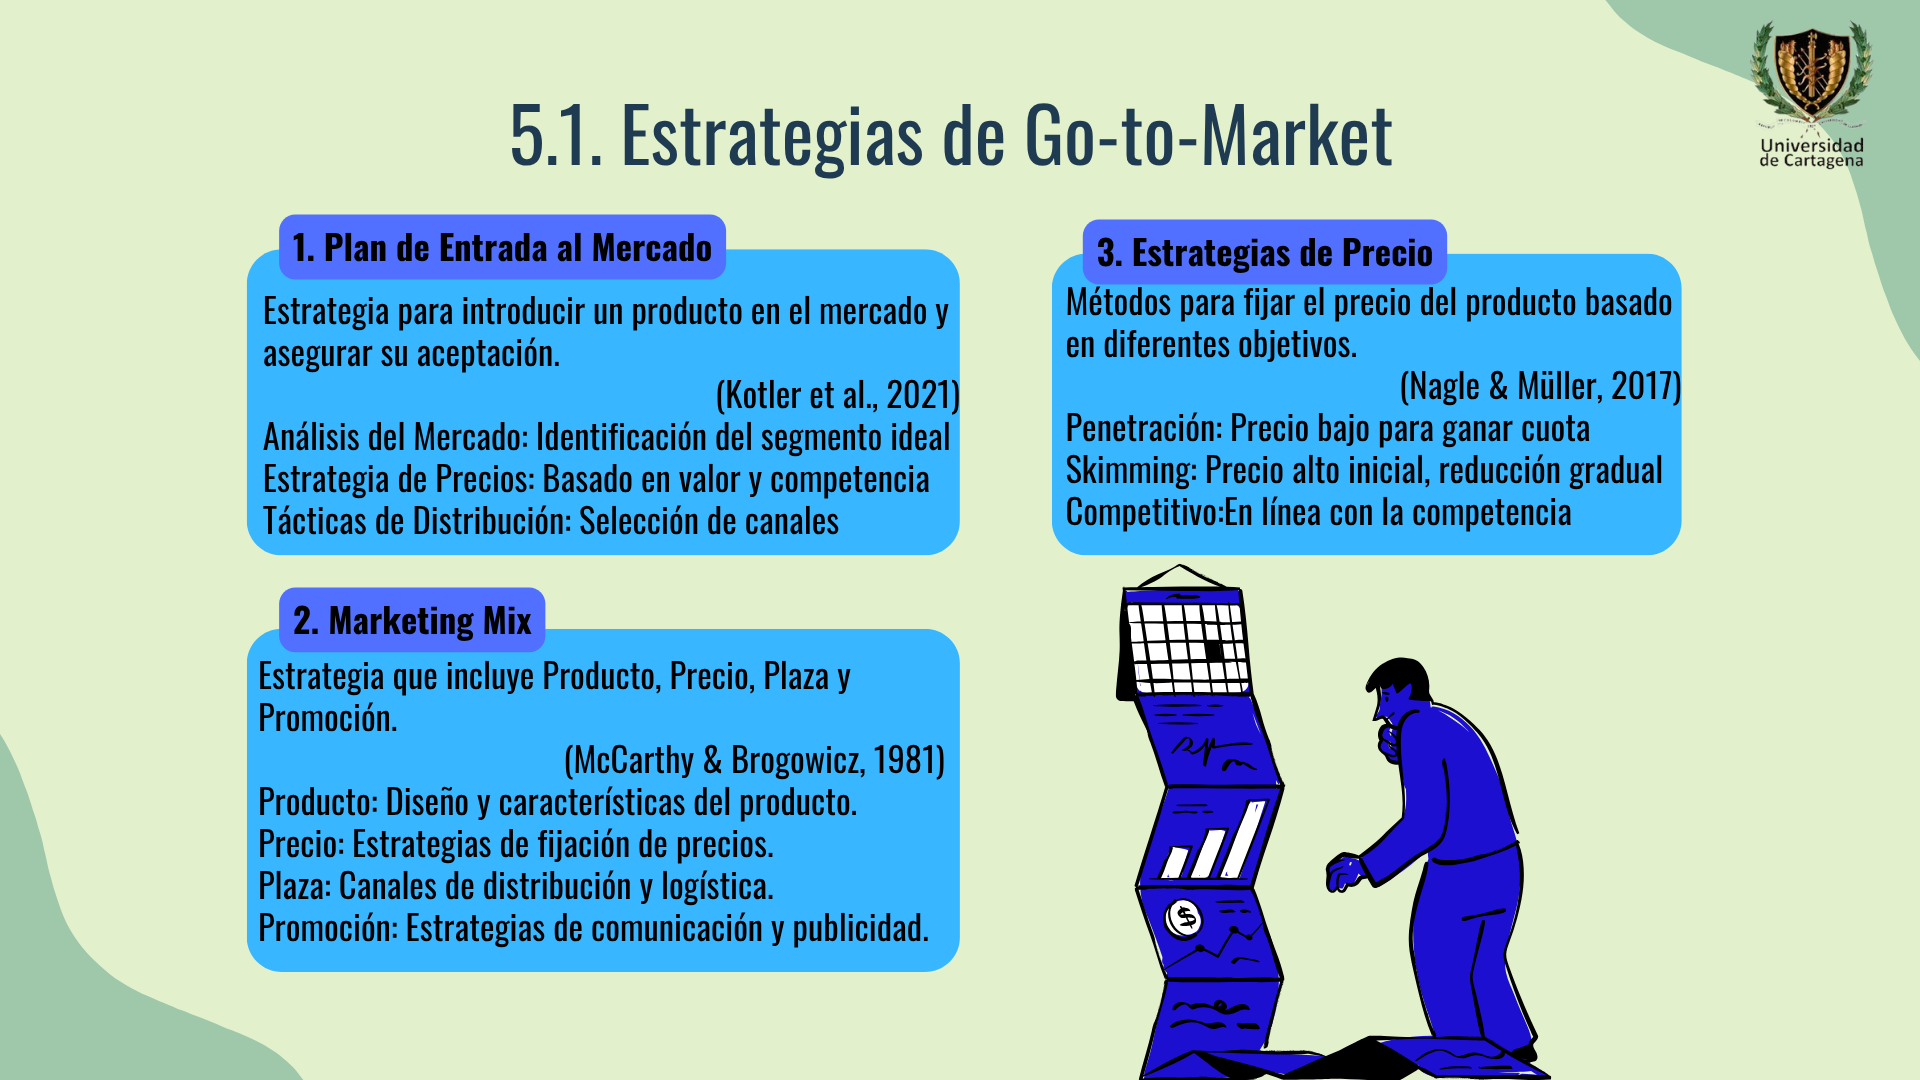 Universidad
de Cartagena
5.1. Estrategias de Go-to-Market
1. Plan de Entrada al Mercado
Estrategia para introducir un producto en el mercado y
asegurar su aceptación.
(Kotler et al., 2021)
Análisis del Mercado: Identificación del segmento ideal
Estrategia de Precios: Basado en valor y competencia
Tácticas de Distribución: Selección de canales
2. Marketing Mix
Estrategia que incluye Producto, Precio, Plaza y
Promoción.
(McCarthy & Brogowicz, 1981)
Producto: Diseño y características del producto.
Precio: Estrategias de fijación de precios.
Plaza: Canales de distribución y logística.
Promoción: Estrategias de comunicación y publicidad.
3. Estrategias de Precio
Métodos para fijar el precio del producto basado
en diferentes objetivos.
(Nagle & Müller, 2017)
Penetración: Precio bajo para ganar cuota
Skimming: Precio alto inicial, reducción gradual
Competitivo:En línea con la competencia
$